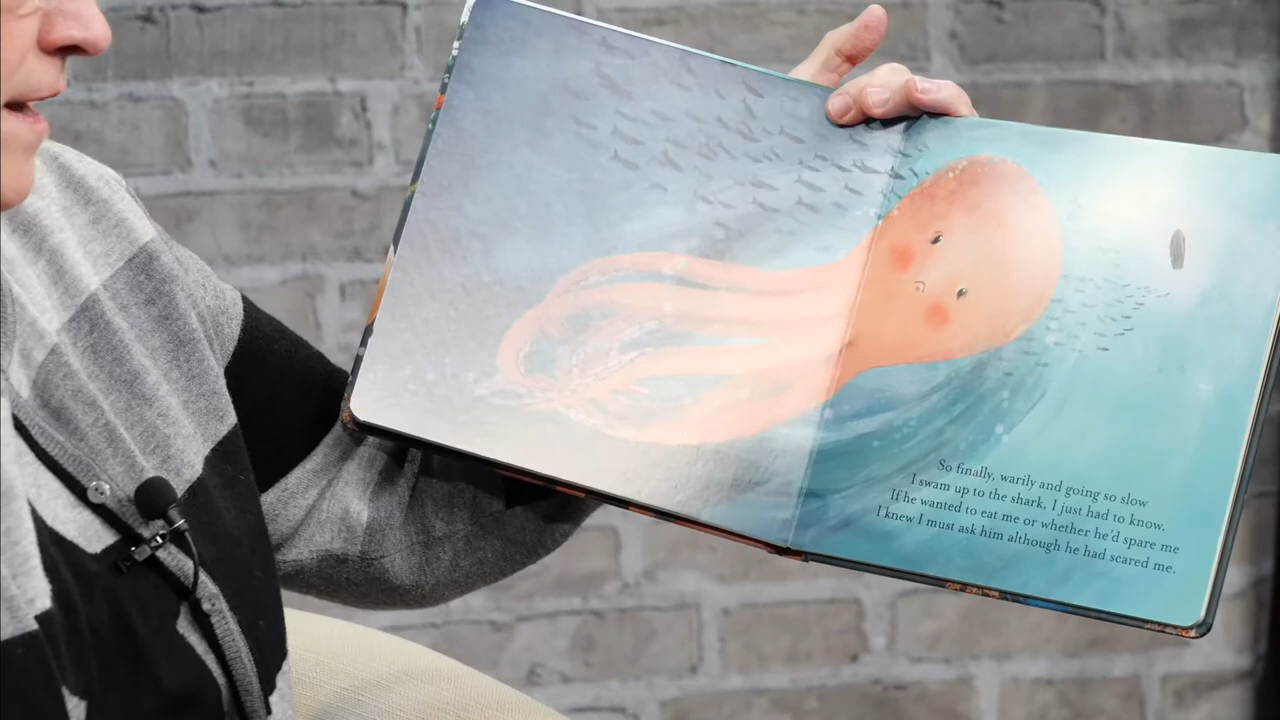 So finally, warily and going so slow
I swam up to the shark, I just had to know.
If he wanted to eat me or whether he'd spare me
I knew I must ask him although he had scared me.